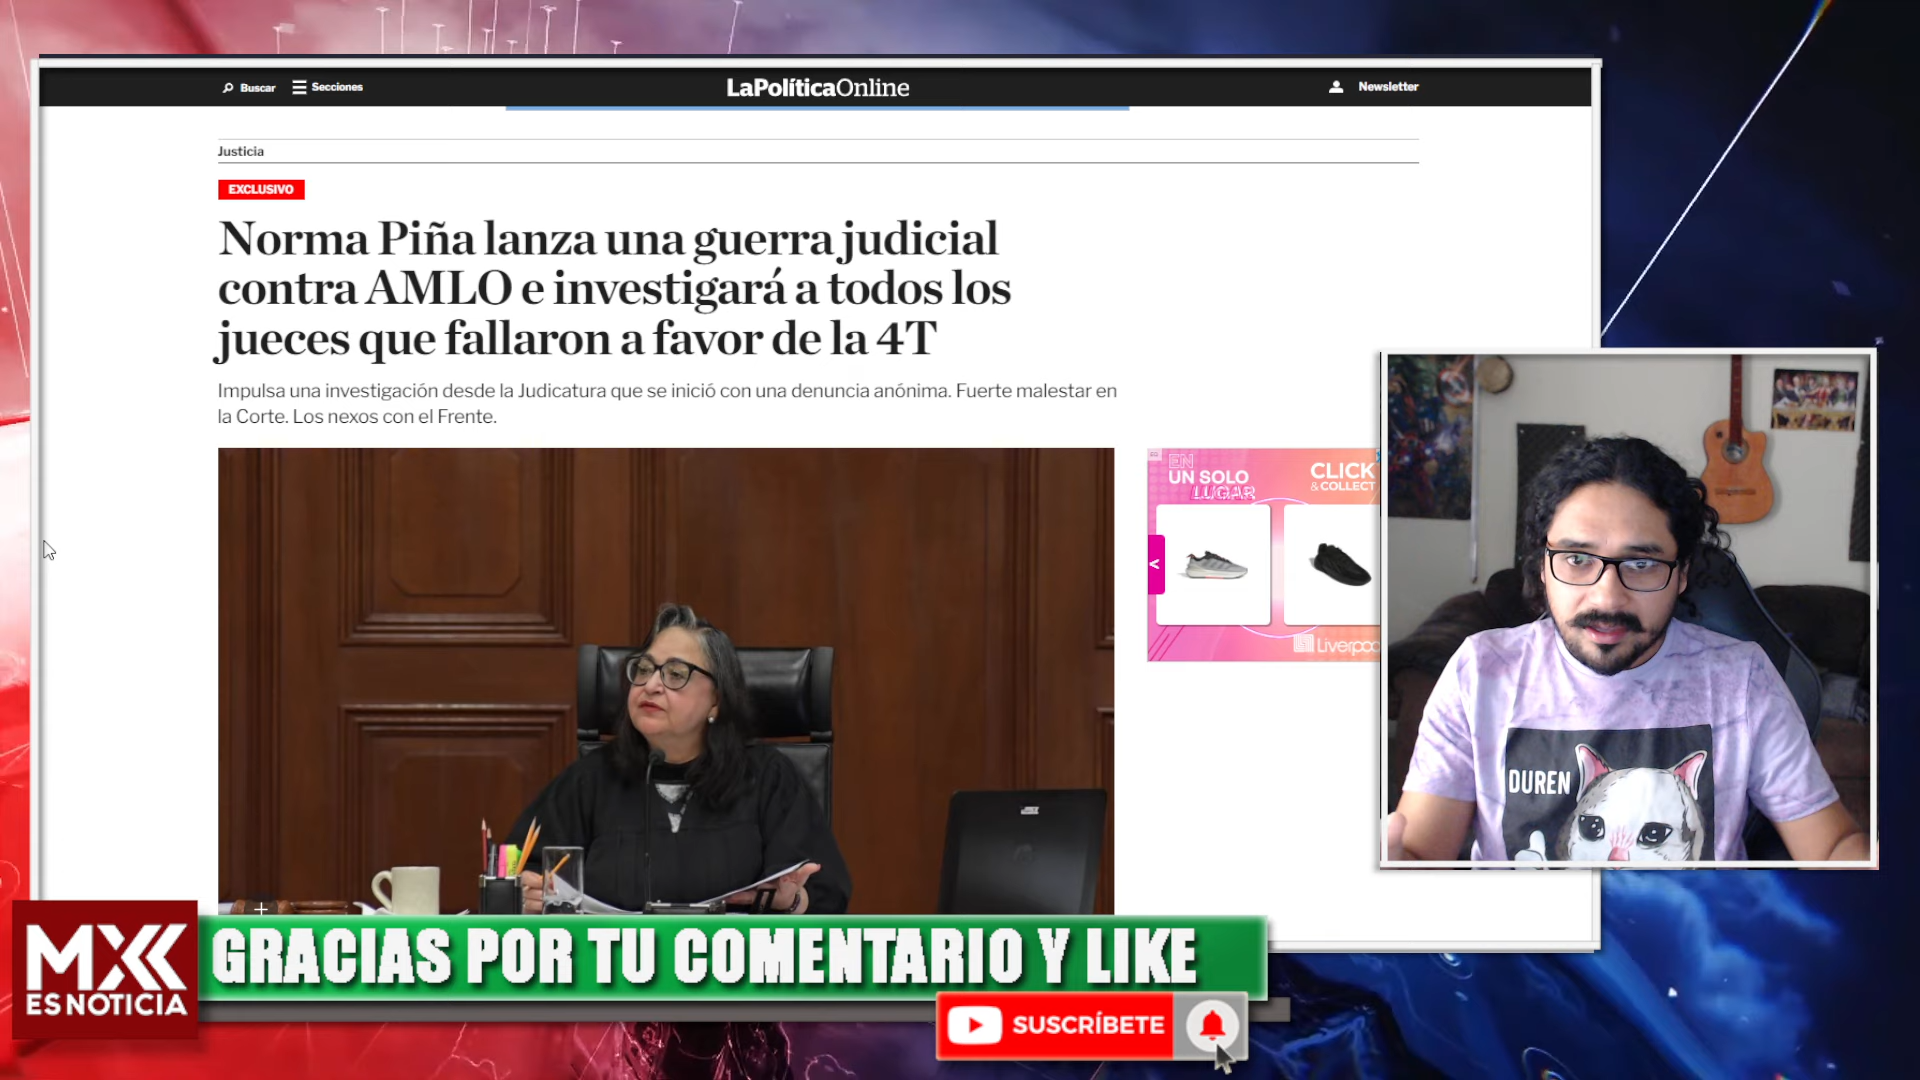 Buscar
Secciones
LaPolíticaOnline
Newsletter
Justicia
EXCLUSIVO
Norma Piña lanza una guerra judicial
contra AMLO e investigará a todos los
jueces que fallaron a favor de la 4T
Impulsa una investigación desde la Judicatura que se inició con una denuncia anónima. Fuerte malestar en
la Corte. Los nexos con el Frente.
EN
UN SOLO
LUGAR
CLICK
& COLLECT
<
DUREN
MX
ES NOTICIA
GRACIAS POR TU COMENTARIO Y LIKE
SUSCRÍBETE